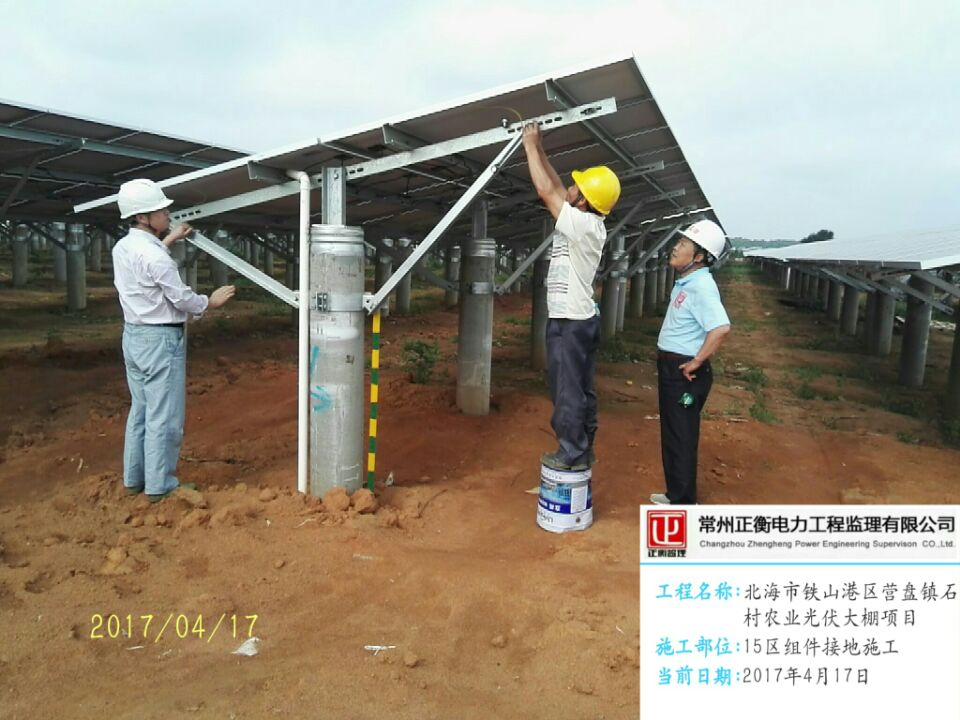 2017/04/17
正衡管理
常州正衡电力工程监理有限公司
Changzhou Zhengheng Power Engineering Supervison CO.,Ltd.
工程名称:北海市铁山港区营盘镇石
村农业光伏大棚项目
施工部位:15区组件接地施工
当前日期:2017年4月17日